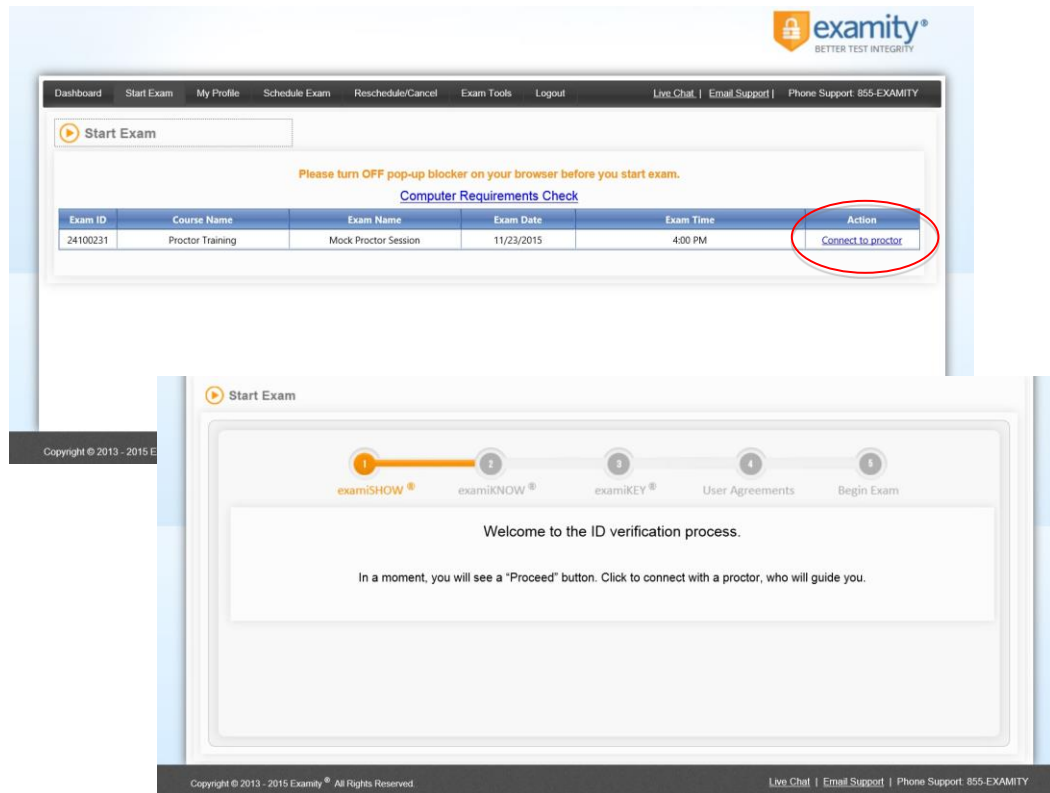 examity®
BETTER TEST INTEGRITY
Dashboard Start Exam My Profile Schedule Exam Reschedule/Cancel Exam Tools Logout Live Chat | Email Support | Phone Support: 855-EXAMITY
Start Exam
Please turn OFF pop-up blocker on your browser before you start exam.
Computer Requirements Check
Exam ID Course Name Exam Name Exam Date Exam Time Action
24100231 Proctor Training Mock Proctor Session 11/23/2015 4:00 PM Connect to proctor
Copyright © 2013 - 2015 E
Start Exam
1 2 3 4 5
examiSHOW ® examiKNOW ® examiKEY ® User Agreements Begin Exam
Welcome to the ID verification process.
In a moment, you will see a “Proceed” button. Click to connect with a proctor, who will guide you.
Copyright © 2013 - 2015 Examity ® All Rights Reserved. Live Chat | Email Support | Phone Support: 855-EXAMITY